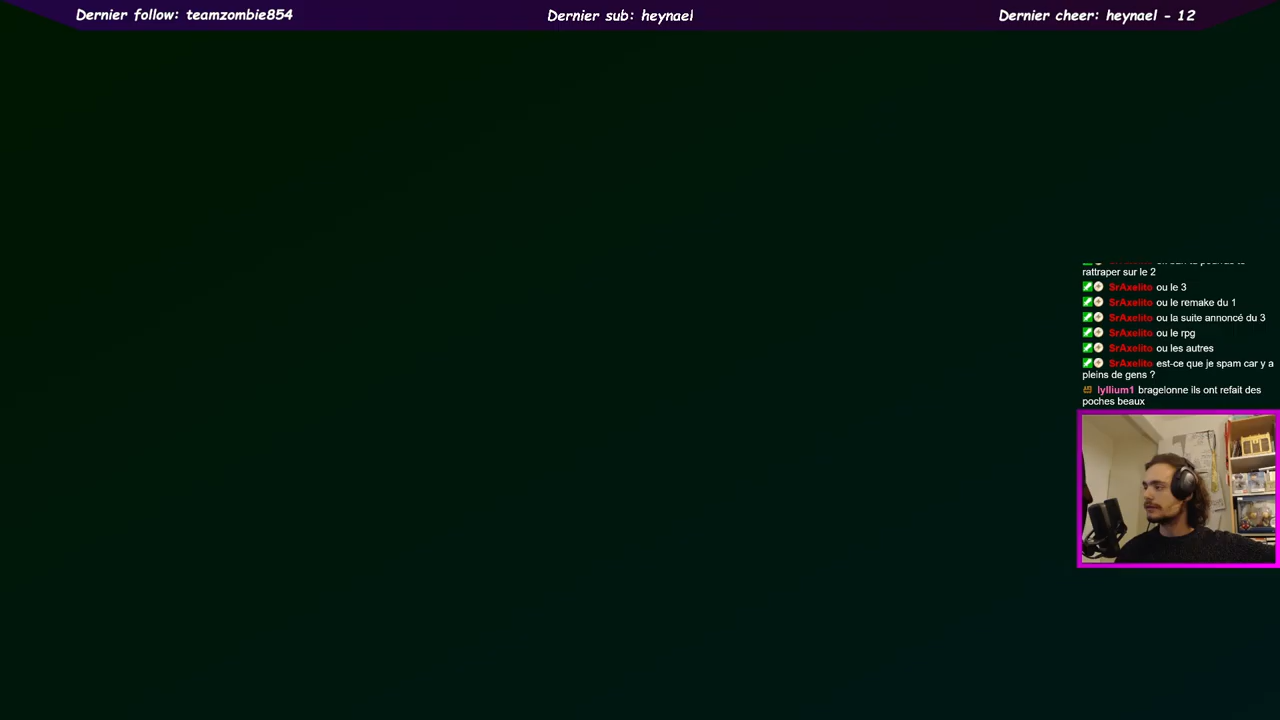 Dernier follow: teamzombie854
Dernier sub: heynael
Dernier cheer: heynael - 12
rattraper sur le 2
SrAxelito ou le 3
SrAxelito ou le remake du 1
SrAxelito ou la suite annoncé du 3
SrAxelito ou le rpg
SrAxelito ou les autres
SrAxelito est-ce que je spam car y a
pleins de gens ?
lyllium1 bragelonne ils ont refait des
poches beaux